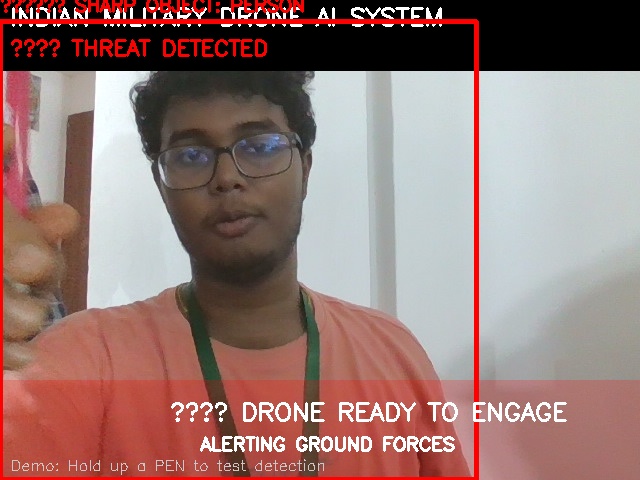 ?????? SHARP OBJECT: PERSON
INDIAN MILITARY DRONE AI SYSTEM
???? THREAT DETECTED
???? DRONE READY TO ENGAGE
ALERTING GROUND FORCES
Demo: Hold up a PEN to test detection